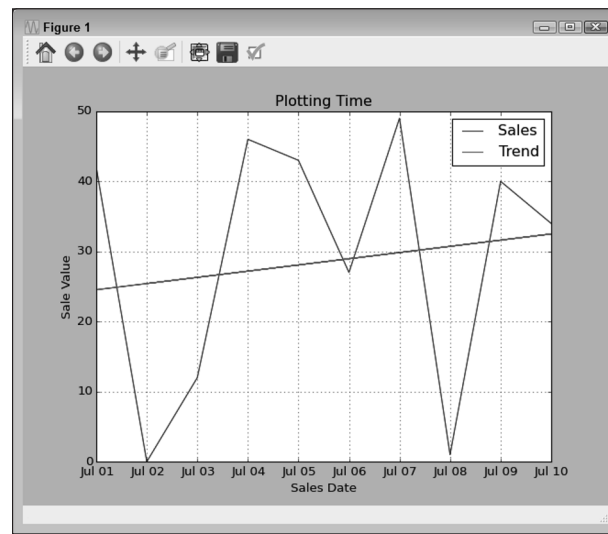 Figure 1
Plotting Time
Sales
Trend
50
40
30
20
10
0
Sale Value
Jul 01 Jul 02 Jul 03 Jul 04 Jul 05 Jul 06 Jul 07 Jul 08 Jul 09 Jul 10
Sales Date